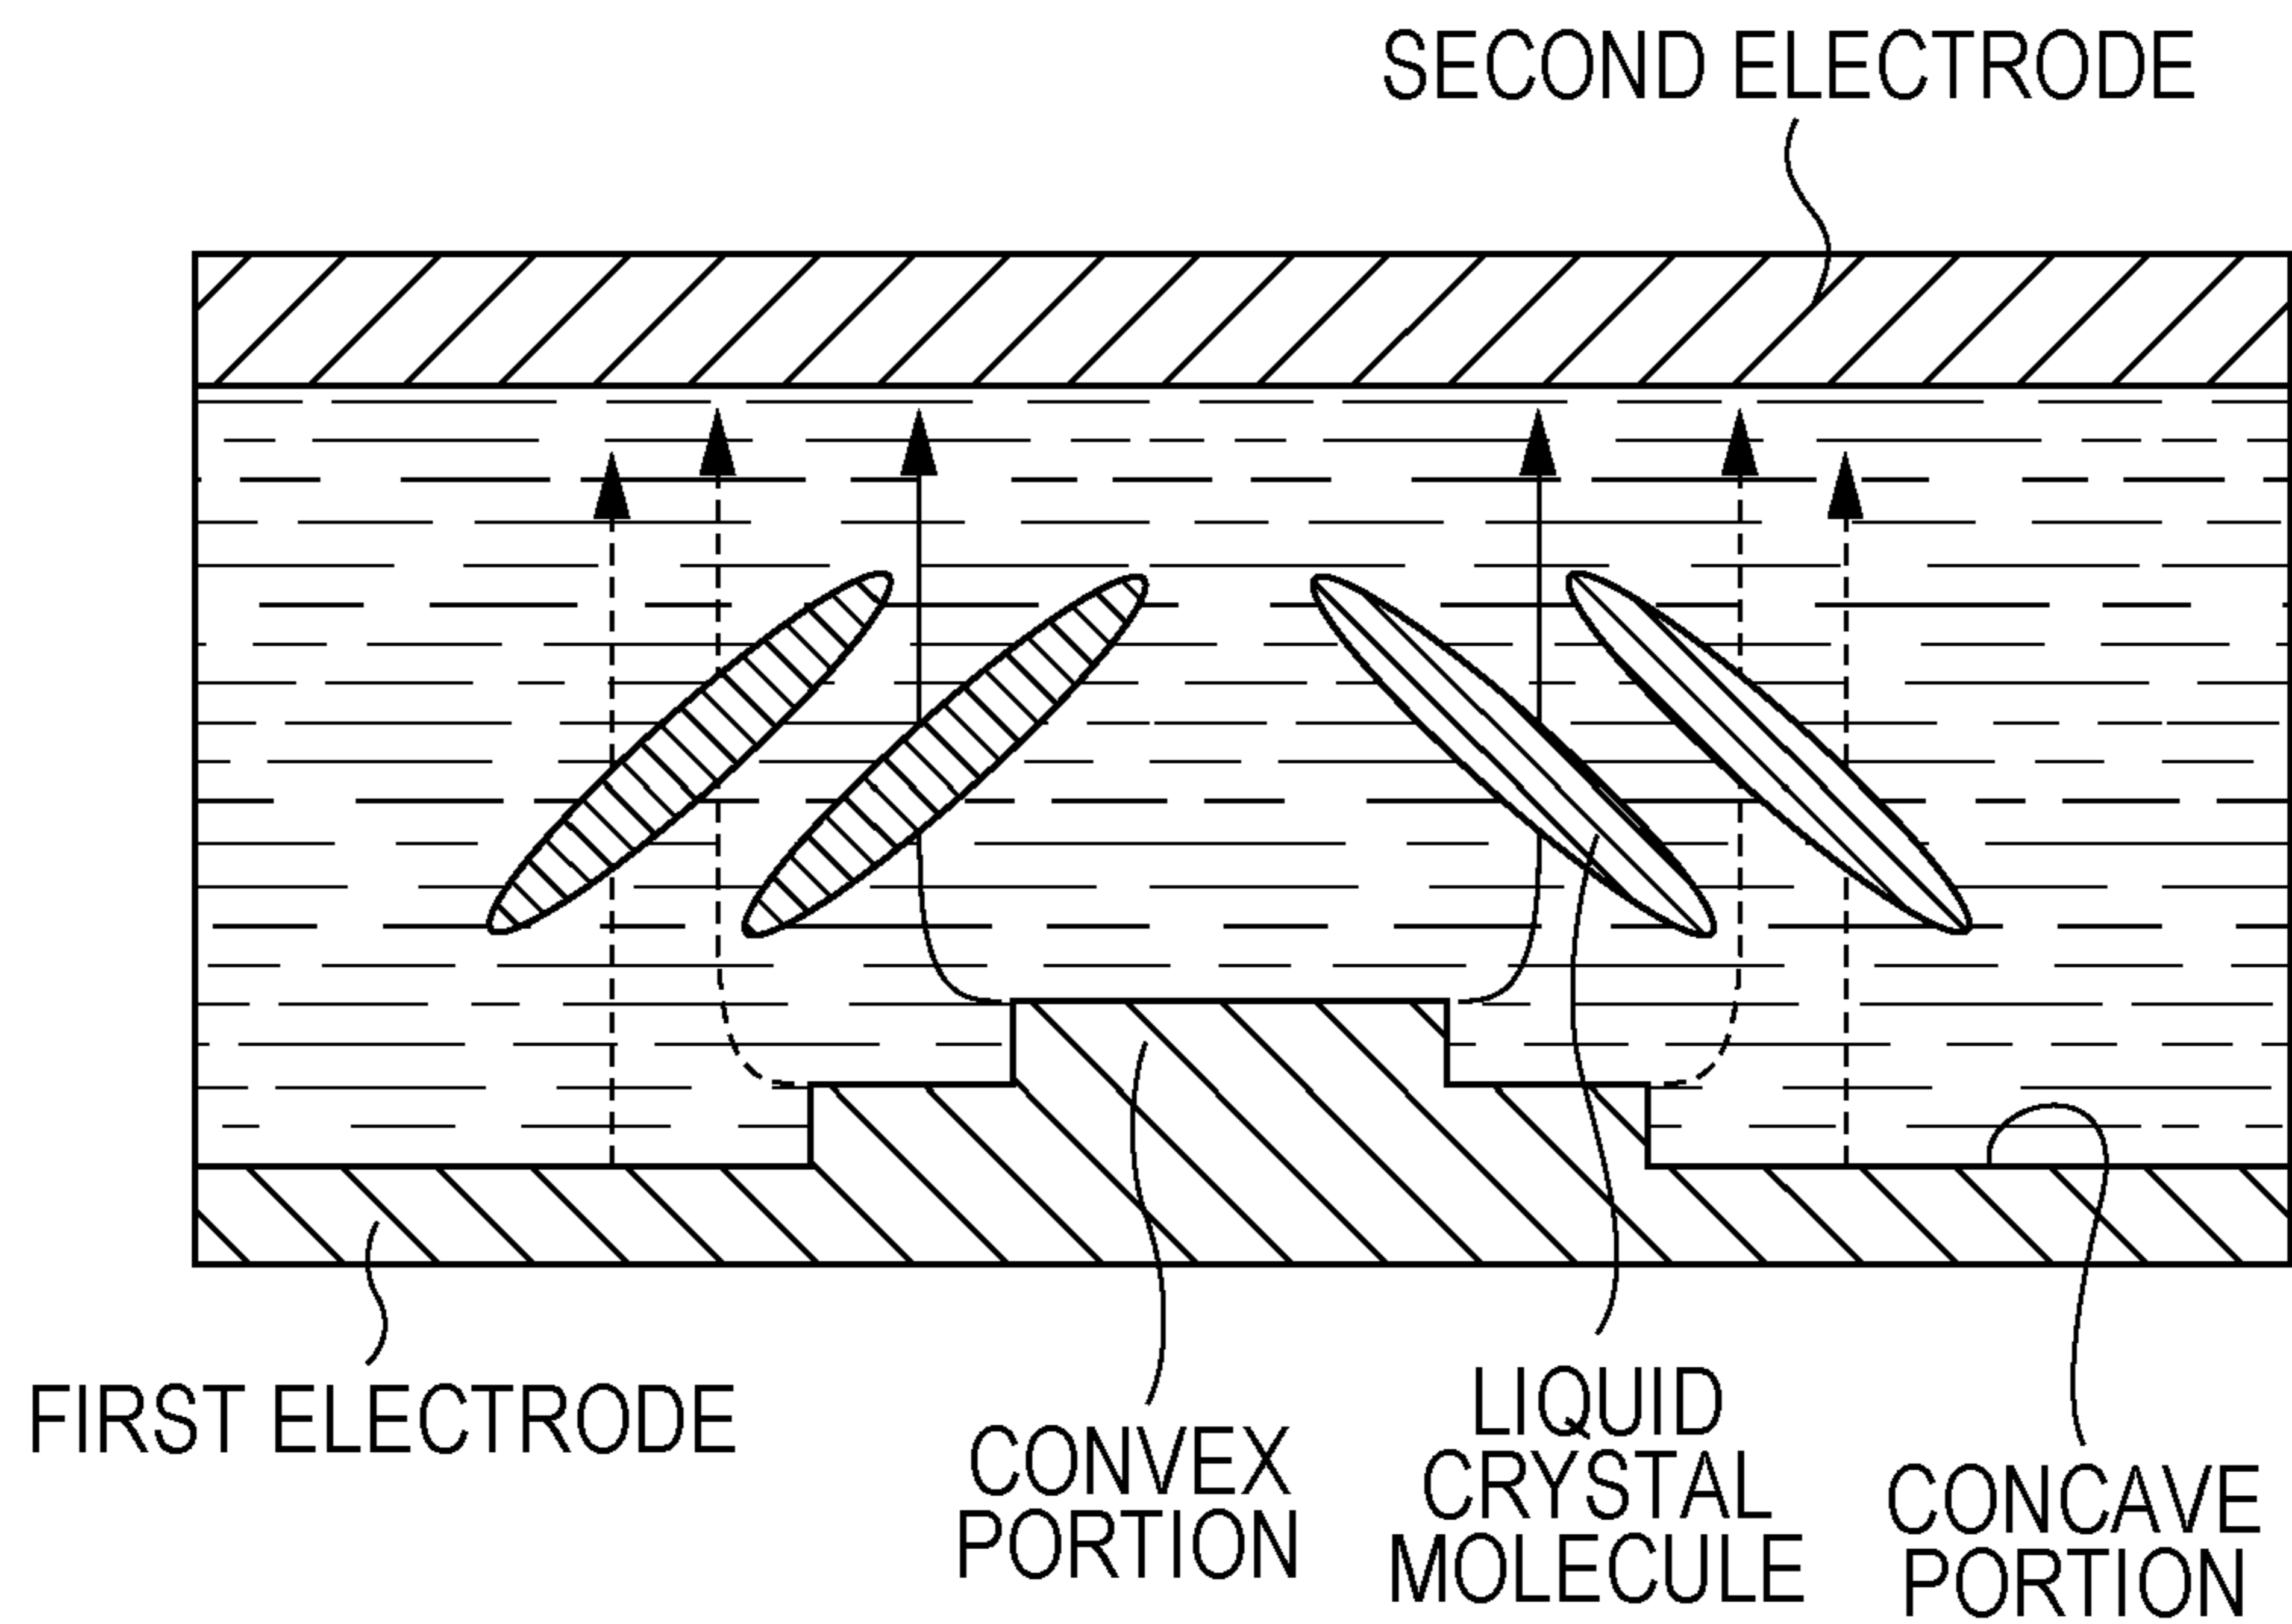 SECOND ELECTRODE
FIRST ELECTRODE
CONVEX
PORTION
LIQUID
CRYSTAL
MOLECULE
CONCAVE
PORTION